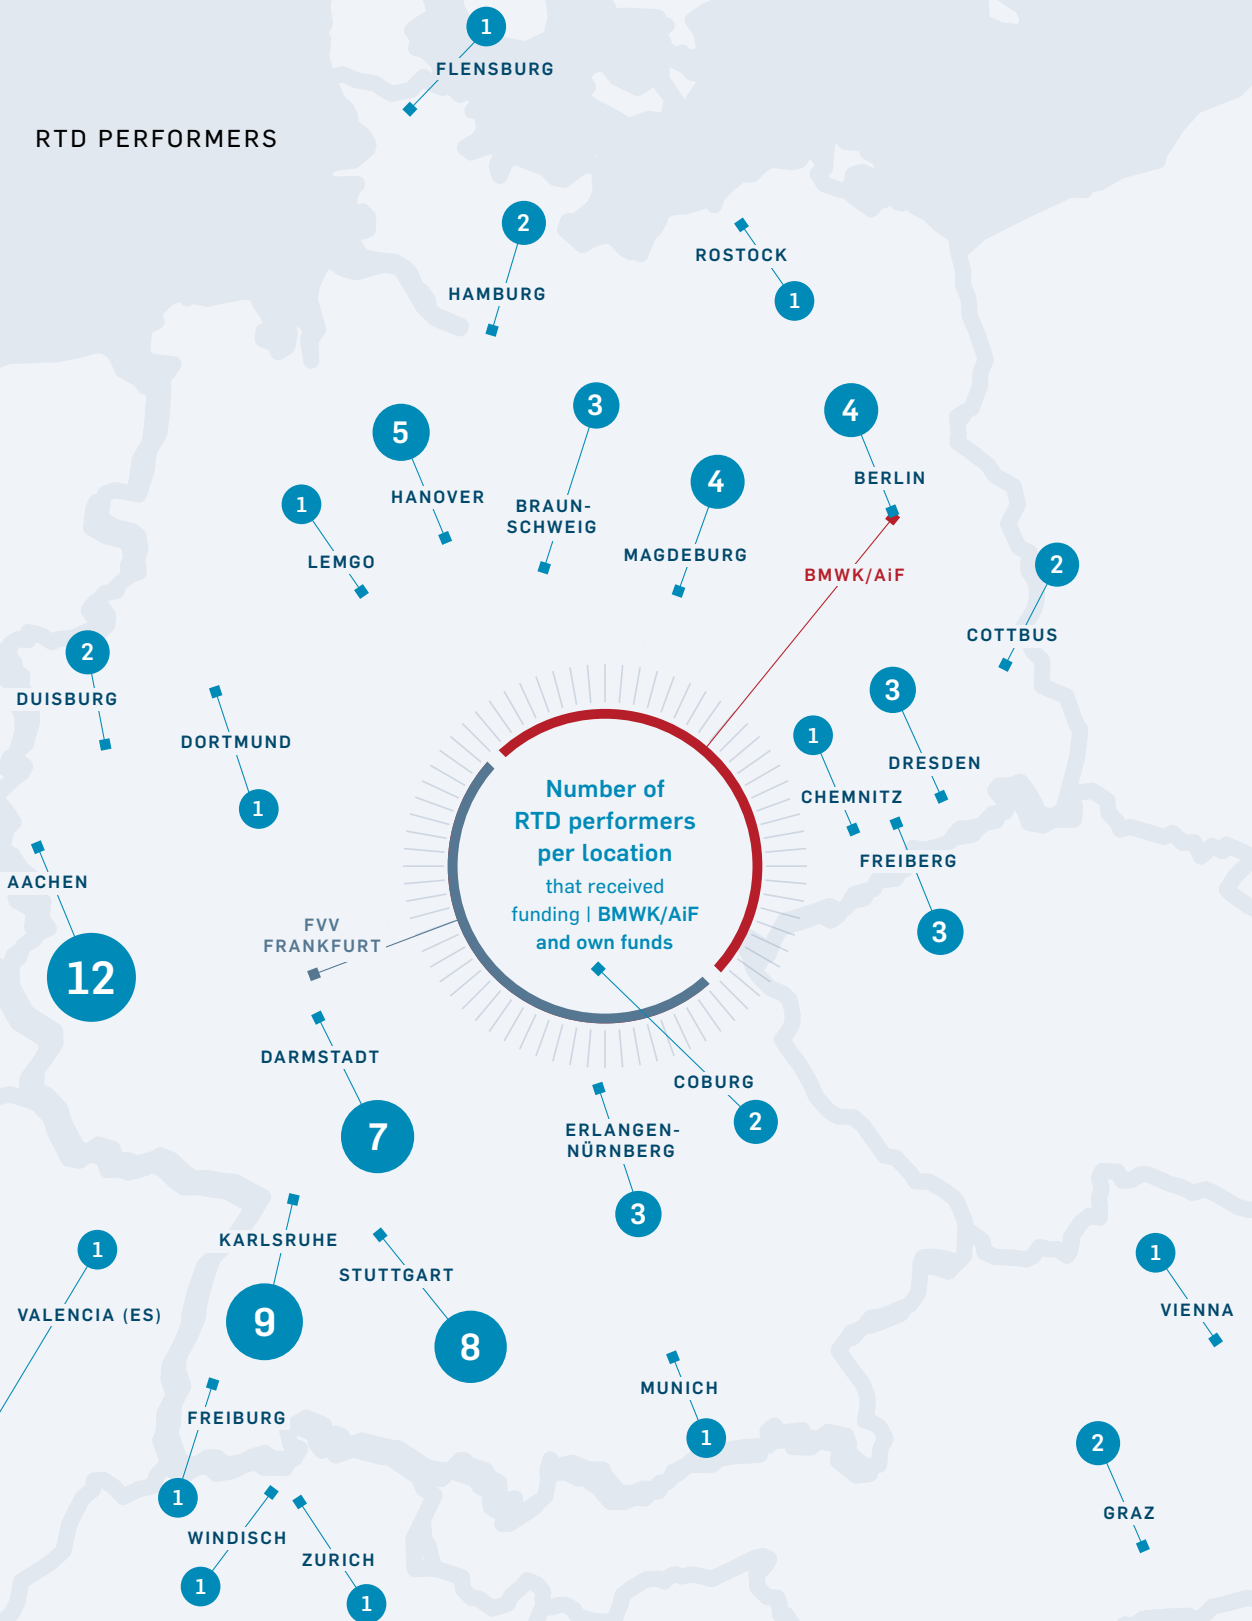 1
FLENSBURG
RTD PERFORMERS
2
HAMBURG
ROSTOCK
1
5
HANOVER
3
BRAUN-
SCHWEIG
4
MAGDEBURG
4
BERLIN
1
LEMGO
BMWK/AiF
2
COTTBUS
2
DUISBURG
DORTMUND
1
3
DRESDEN
1
CHEMNITZ
FREIBERG
3
Number of
RTD performers
per location
that received
funding | BMWK/AiF
and own funds
AACHEN
12
FVV
FRANKFURT
DARMSTADT
7
COBURG
2
ERLANGEN-
NÜRNBERG
3
KARLSRUHE
9
STUTTGART
8
1
VALENCIA (ES)
1
VIENNA
MUNICH
1
FREIBURG
1
2
GRAZ
WINDISCH
1
ZURICH
1